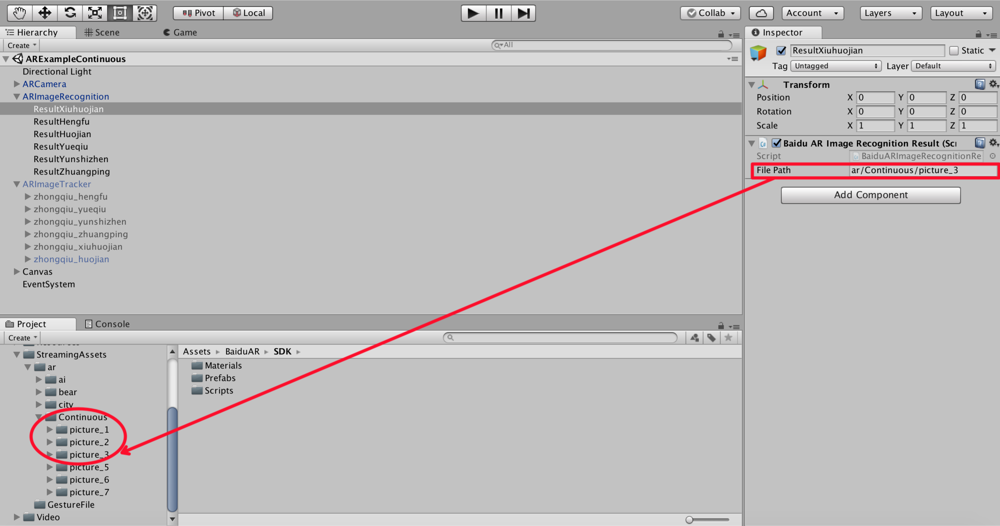 Pivot Local Collab Account Layers Layout
Hierarchy Scene Game
Create All
ARExampleContinuous
Directional Light
ARCamera
ARImageRecognition
ResultXiuhuojian
ResultHengfu
ResultHuojian
ResultYueqiu
ResultYunshizhen
ResultZhuangping
ARImageTracker
zhongqiu_hengfu
zhongqiu_yueqiu
zhongqiu_yunshizhen
zhongqiu_zhuangping
zhongqiu_xiuhuojian
zhongqiu_huojian
Canvas
EventSystem
Inspector
ResultXiuhuojian Static
Tag Untagged Layer Default
Transform
Position X 0 Y 0 Z 0
Rotation X 0 Y 0 Z 0
Scale X 1 Y 1 Z 1
Baidu AR Image Recognition Result (Scr
Script BaiduARImageRecognitionRe
File Path ar/Continuous/picture_3
Add Component
Project Console
Create
StreamingAssets
ar
ai
bear
city
Continuous
picture_1
picture_2
picture_3
picture_5
picture_6
picture_7
GestureFile
Video
Assets BaiduAR SDK
Materials
Prefabs
Scripts